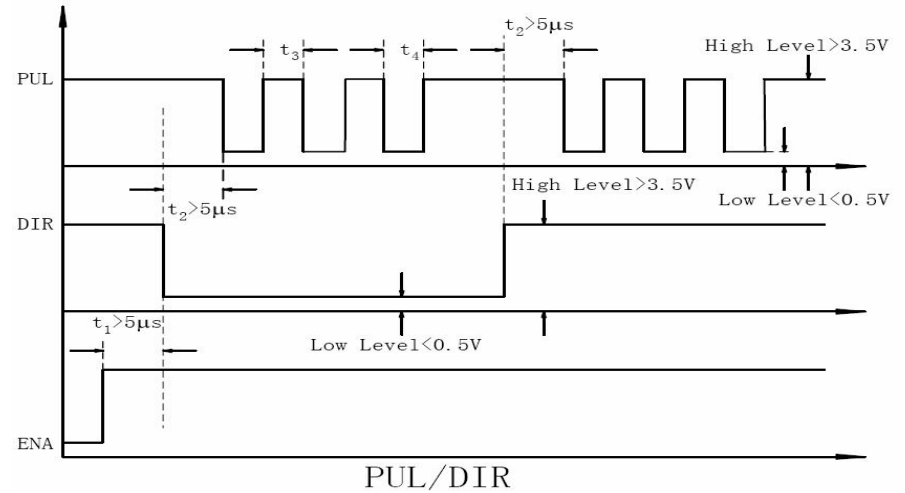 t2>5μs
t3
t4
High Level>3.5V
PUL
t2>5μs
High Level>3.5V
Low Level<0.5V
DIR
t1>5μs
Low Level<0.5V
ENA
PUL/DIR